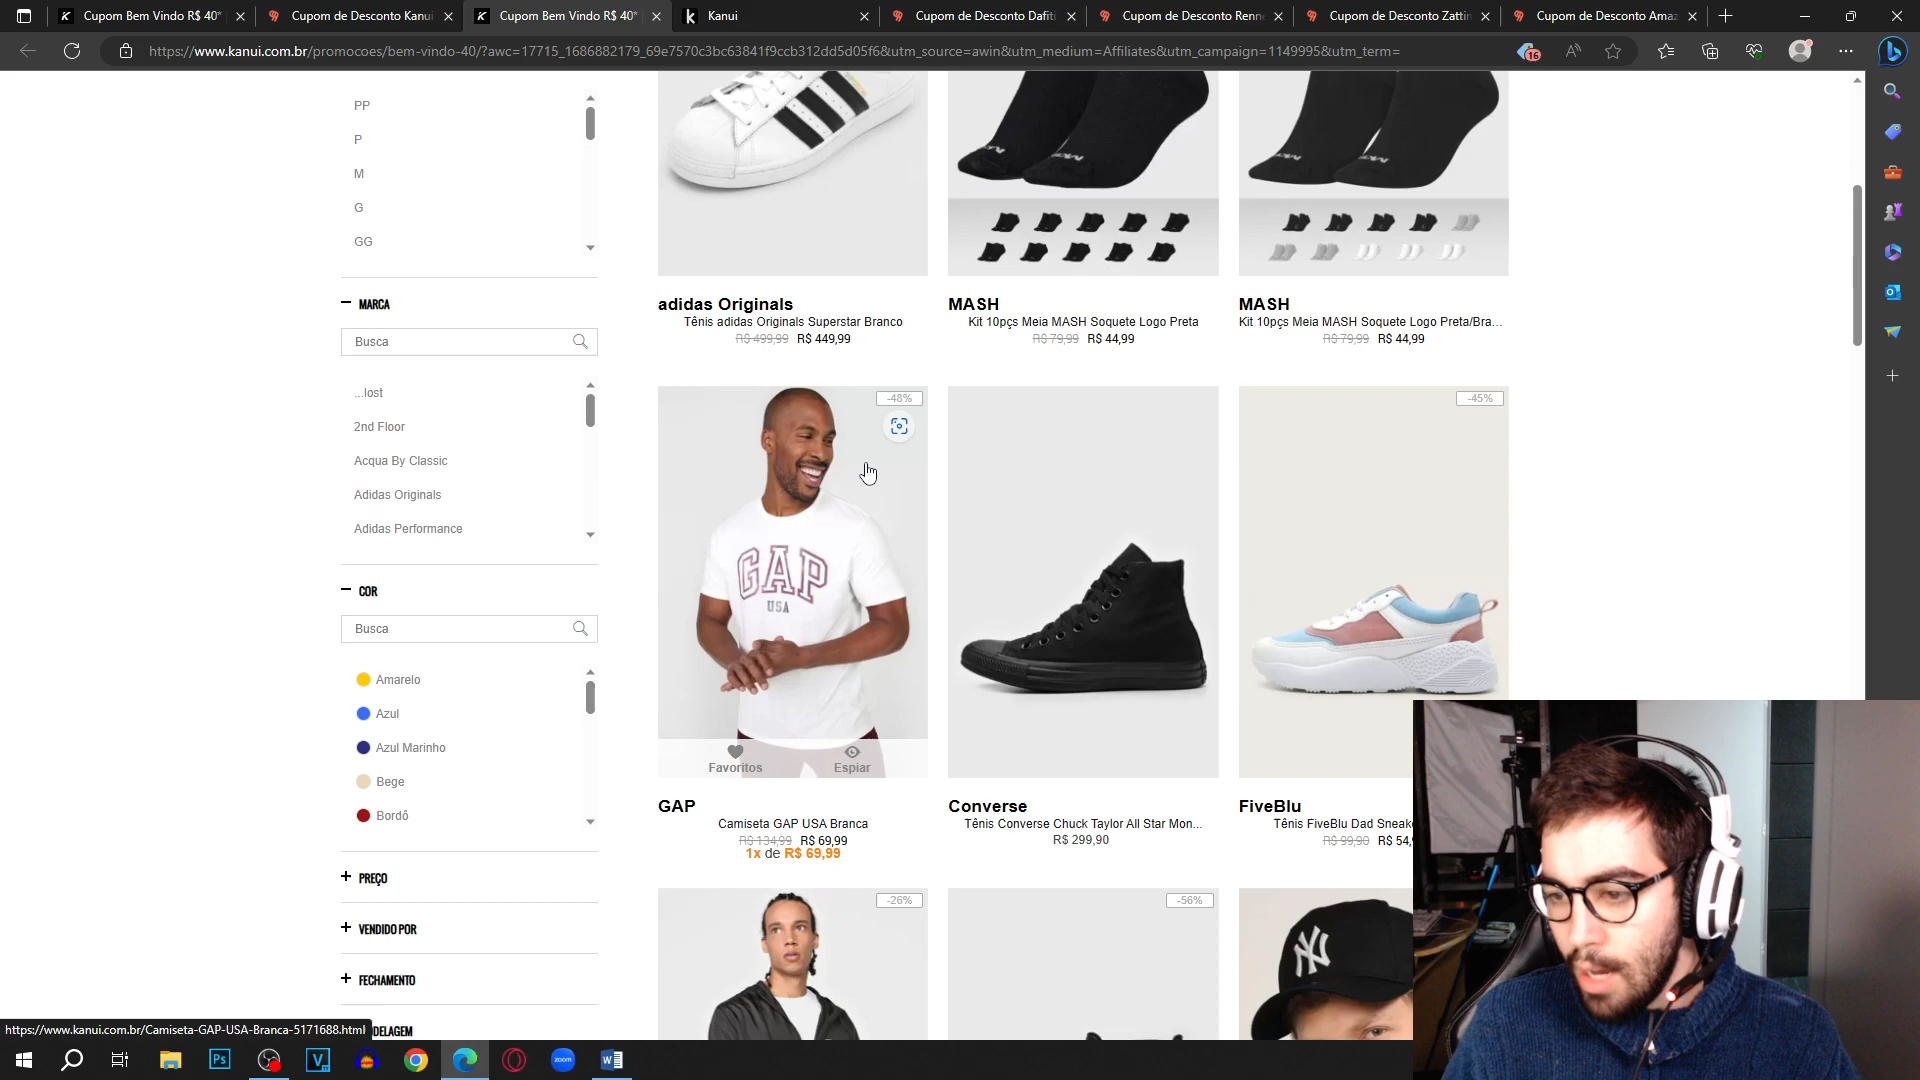 Cupom Bem Vindo R$ 40*
Cupom de Desconto Kanui
Cupom Bem Vindo R$ 40*
Kanui
Cupom de Desconto Dafiti
Cupom de Desconto Renne
Cupom de Desconto Zattin
Cupom de Desconto Amaz
https://www.kanui.com.br/promocoes/bem-vindo-40/?awc=17715_1686882179_69e7570c3bc63841f9ccb312dd5d05f6&utm_source=awin&utm_medium=Affiliates&utm_campaign=1149995&utm_term=
16
PP
P
M
G
GG
MARCA
Busca
...lost
2nd Floor
Acqua By Classic
Adidas Originals
Adidas Performance
COR
Busca
Amarelo
Azul
Azul Marinho
Bege
Bordô
PREÇO
VENDIDO POR
FECHAMENTO
DELAGEM
adidas Originals
Tênis adidas Originals Superstar Branco
R$ 499,99 R$ 449,99
MASH
Kit 10pçs Meia MASH Soquete Logo Preta
R$ 79,99 R$ 44,99
MASH
Kit 10pçs Meia MASH Soquete Logo Preta/Bra...
R$ 79,99 R$ 44,99
-48%
GAP
USA
Favoritos
Espiar
GAP
Camiseta GAP USA Branca
R$ 134,99 R$ 69,99
1x de R$ 69,99
Converse
Tênis Converse Chuck Taylor All Star Mon...
R$ 299,90
-45%
FiveBlu
Tênis FiveBlu Dad Sneak
R$ 99,90 R$ 54,
-26%
-56%
NY
https://www.kanui.com.br/Camiseta-GAP-USA-Branca-5171688.html
Ps
V
zoom
W